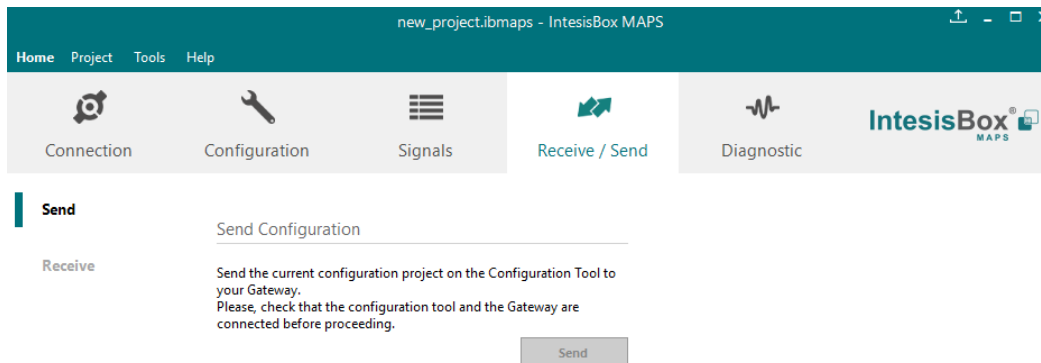 new_project.ibmaps - IntesisBox MAPS
Home Project Tools Help
Connection Configuration Signals Receive / Send Diagnostic
IntesisBox®
MAPS
Send
Send Configuration
Receive
Send the current configuration project on the Configuration Tool to
your Gateway.
Please, check that the configuration tool and the Gateway are
connected before proceeding.
Send